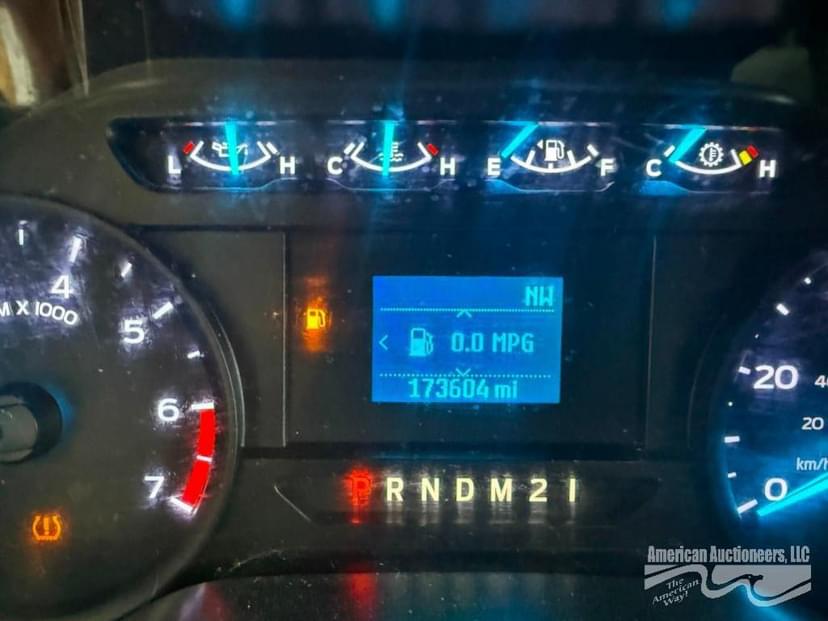 L H C H E F C H
NW
4
M X 1000
0.0 MPG
5
173604 mi
20
6
20
km/h
7
P R N D M 2 1
0
American Auctioneers, LLC
The
American
Way!